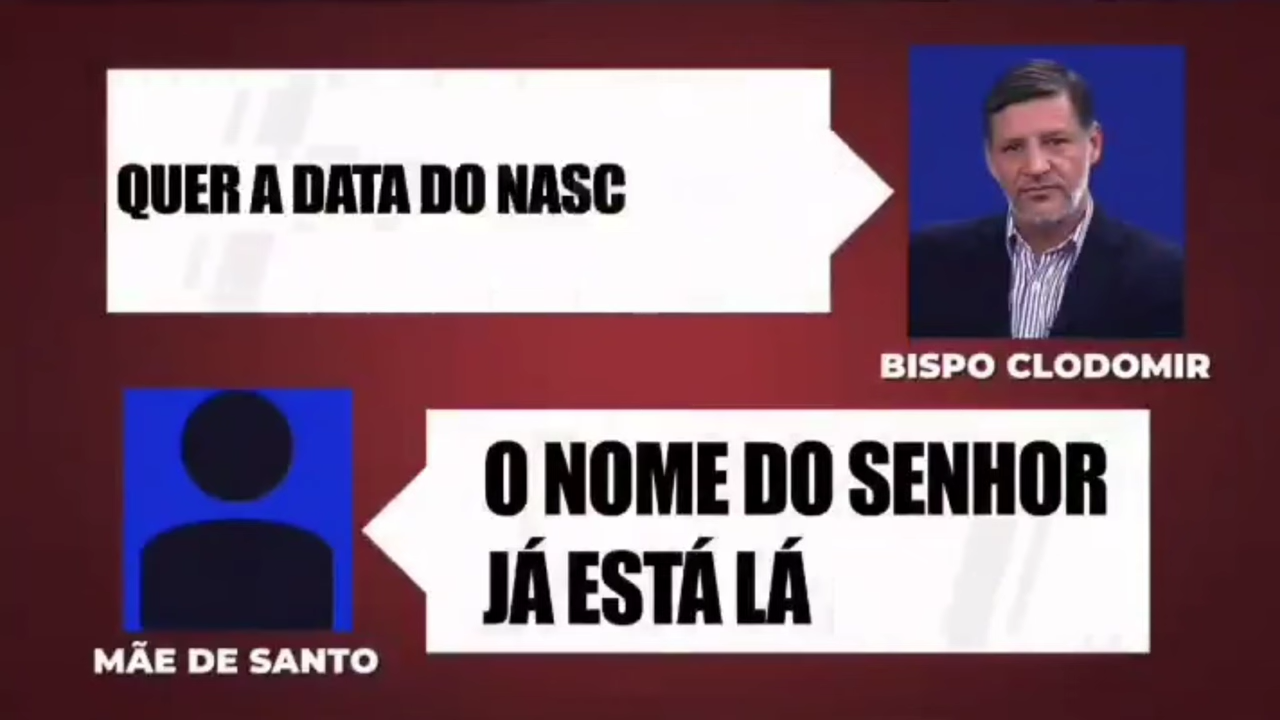 QUER A DATA DO NASC
BISPO CLODOMIR
O NOME DO SENHOR
JÁ ESTÁ LÁ
MÃE DE SANTO